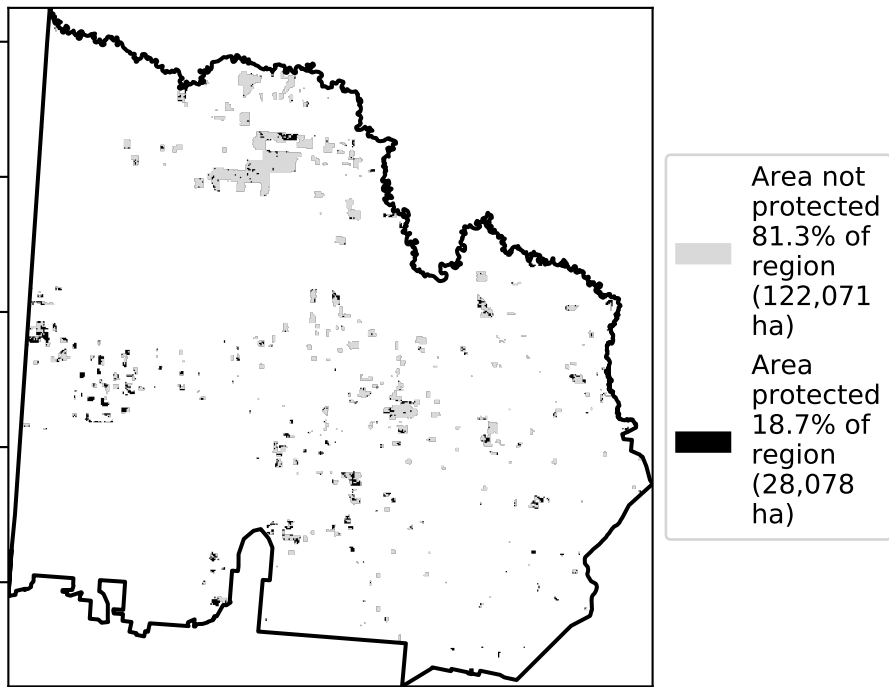 Area not
protected
81.3% of
region
(122,071
ha)
Area
protected
18.7% of
region
(28,078
ha)